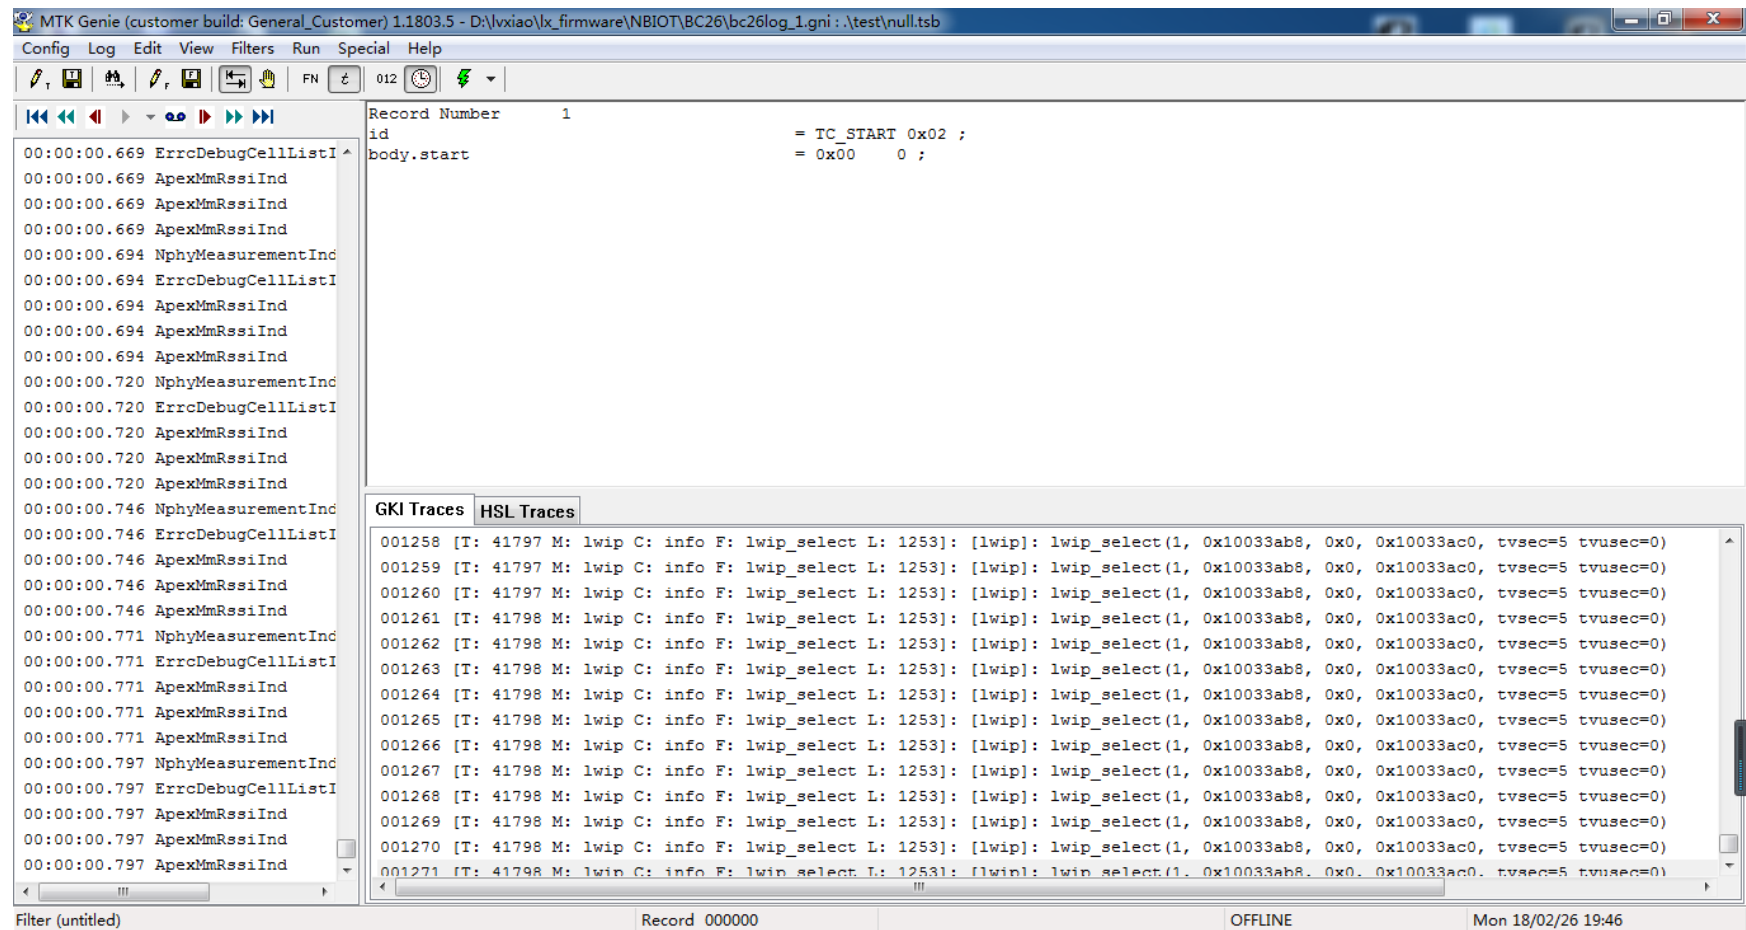 MTK Genie (customer build: General_Customer) 1.1803.5 - D:\lvxiao\lx_firmware\NBIOT\BC26\bc26log_1.gni : .\test\null.tsb
Config Log Edit View Filters Run Special Help
FN t 012
Record Number 1
id = TC_START 0x02 ;
body.start = 0x00 0 ;
00:00:00.669 ErrcDebugCellListI
00:00:00.669 ApexMmRssiInd
00:00:00.669 ApexMmRssiInd
00:00:00.669 ApexMmRssiInd
00:00:00.694 NphyMeasurementInd
00:00:00.694 ErrcDebugCellListI
00:00:00.694 ApexMmRssiInd
00:00:00.694 ApexMmRssiInd
00:00:00.694 ApexMmRssiInd
00:00:00.720 NphyMeasurementInd
00:00:00.720 ErrcDebugCellListI
00:00:00.720 ApexMmRssiInd
00:00:00.720 ApexMmRssiInd
00:00:00.720 ApexMmRssiInd
00:00:00.746 NphyMeasurementInd
00:00:00.746 ErrcDebugCellListI
00:00:00.746 ApexMmRssiInd
00:00:00.746 ApexMmRssiInd
00:00:00.746 ApexMmRssiInd
00:00:00.771 NphyMeasurementInd
00:00:00.771 ErrcDebugCellListI
00:00:00.771 ApexMmRssiInd
00:00:00.771 ApexMmRssiInd
00:00:00.771 ApexMmRssiInd
00:00:00.797 NphyMeasurementInd
00:00:00.797 ErrcDebugCellListI
00:00:00.797 ApexMmRssiInd
00:00:00.797 ApexMmRssiInd
00:00:00.797 ApexMmRssiInd
GKI Traces HSL Traces
001258 [T: 41797 M: lwip C: info F: lwip_select L: 1253]: [lwip]: lwip_select(1, 0x10033ab8, 0x0, 0x10033ac0, tvsec=5 tvusec=0)
001259 [T: 41797 M: lwip C: info F: lwip_select L: 1253]: [lwip]: lwip_select(1, 0x10033ab8, 0x0, 0x10033ac0, tvsec=5 tvusec=0)
001260 [T: 41797 M: lwip C: info F: lwip_select L: 1253]: [lwip]: lwip_select(1, 0x10033ab8, 0x0, 0x10033ac0, tvsec=5 tvusec=0)
001261 [T: 41798 M: lwip C: info F: lwip_select L: 1253]: [lwip]: lwip_select(1, 0x10033ab8, 0x0, 0x10033ac0, tvsec=5 tvusec=0)
001262 [T: 41798 M: lwip C: info F: lwip_select L: 1253]: [lwip]: lwip_select(1, 0x10033ab8, 0x0, 0x10033ac0, tvsec=5 tvusec=0)
001263 [T: 41798 M: lwip C: info F: lwip_select L: 1253]: [lwip]: lwip_select(1, 0x10033ab8, 0x0, 0x10033ac0, tvsec=5 tvusec=0)
001264 [T: 41798 M: lwip C: info F: lwip_select L: 1253]: [lwip]: lwip_select(1, 0x10033ab8, 0x0, 0x10033ac0, tvsec=5 tvusec=0)
001265 [T: 41798 M: lwip C: info F: lwip_select L: 1253]: [lwip]: lwip_select(1, 0x10033ab8, 0x0, 0x10033ac0, tvsec=5 tvusec=0)
001266 [T: 41798 M: lwip C: info F: lwip_select L: 1253]: [lwip]: lwip_select(1, 0x10033ab8, 0x0, 0x10033ac0, tvsec=5 tvusec=0)
001267 [T: 41798 M: lwip C: info F: lwip_select L: 1253]: [lwip]: lwip_select(1, 0x10033ab8, 0x0, 0x10033ac0, tvsec=5 tvusec=0)
001268 [T: 41798 M: lwip C: info F: lwip_select L: 1253]: [lwip]: lwip_select(1, 0x10033ab8, 0x0, 0x10033ac0, tvsec=5 tvusec=0)
001269 [T: 41798 M: lwip C: info F: lwip_select L: 1253]: [lwip]: lwip_select(1, 0x10033ab8, 0x0, 0x10033ac0, tvsec=5 tvusec=0)
001270 [T: 41798 M: lwip C: info F: lwip_select L: 1253]: [lwip]: lwip_select(1, 0x10033ab8, 0x0, 0x10033ac0, tvsec=5 tvusec=0)
001271 [T: 41798 M: lwip C: info F: lwip_select L: 1253]: [lwip]: lwip_select(1, 0x10033ab8, 0x0, 0x10033ac0, tvsec=5 tvusec=0)
Filter (untitled) Record 000000 OFFLINE Mon 18/02/26 19:46